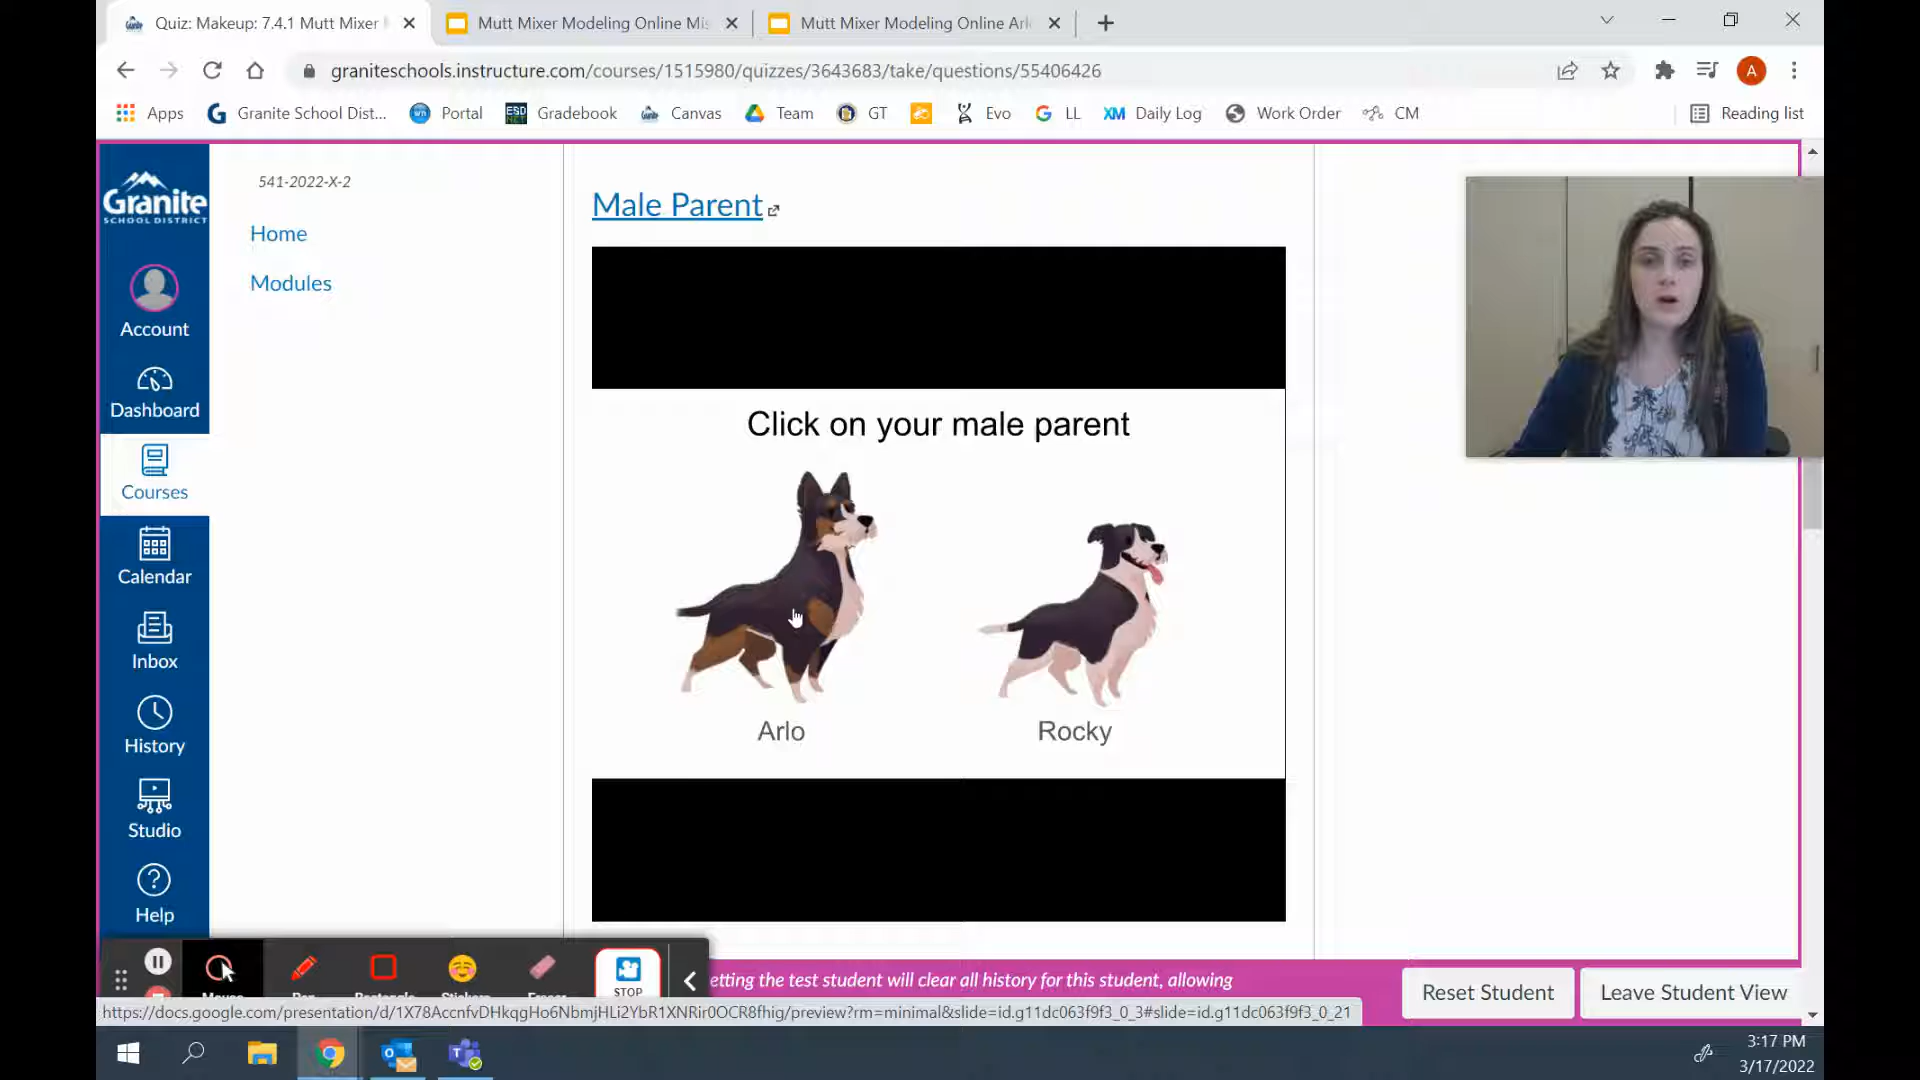 Quiz: Makeup: 7.4.1 Mutt Mixer
Mutt Mixer Modeling Online Mis
Mutt Mixer Modeling Online Arl
graniteschools.instructure.com/courses/1515980/quizzes/3643683/take/questions/55406426
A
Apps
Granite School Dist...
Portal
Gradebook
Canvas
Team
GT
Evo
LL
XM Daily Log
Work Order
CM
Reading list
Granite
SCHOOL DISTRICT
541-2022-X-2
Home
Modules
Account
Dashboard
Courses
Calendar
Inbox
History
Studio
Help
Male Parent
Click on your male parent
Arlo
Rocky
STOP
etting the test student will clear all history for this student, allowing
Reset Student
Leave Student View
https://docs.google.com/presentation/d/1X78AccnfvDHkqgHo6NbmjHLi2YbR1XNRir0OCR8fhig/preview?rm=minimal&slide=id.g11dc063f9f3_0_3#slide=id.g11dc063f9f3_0_21
3:17 PM
3/17/2022